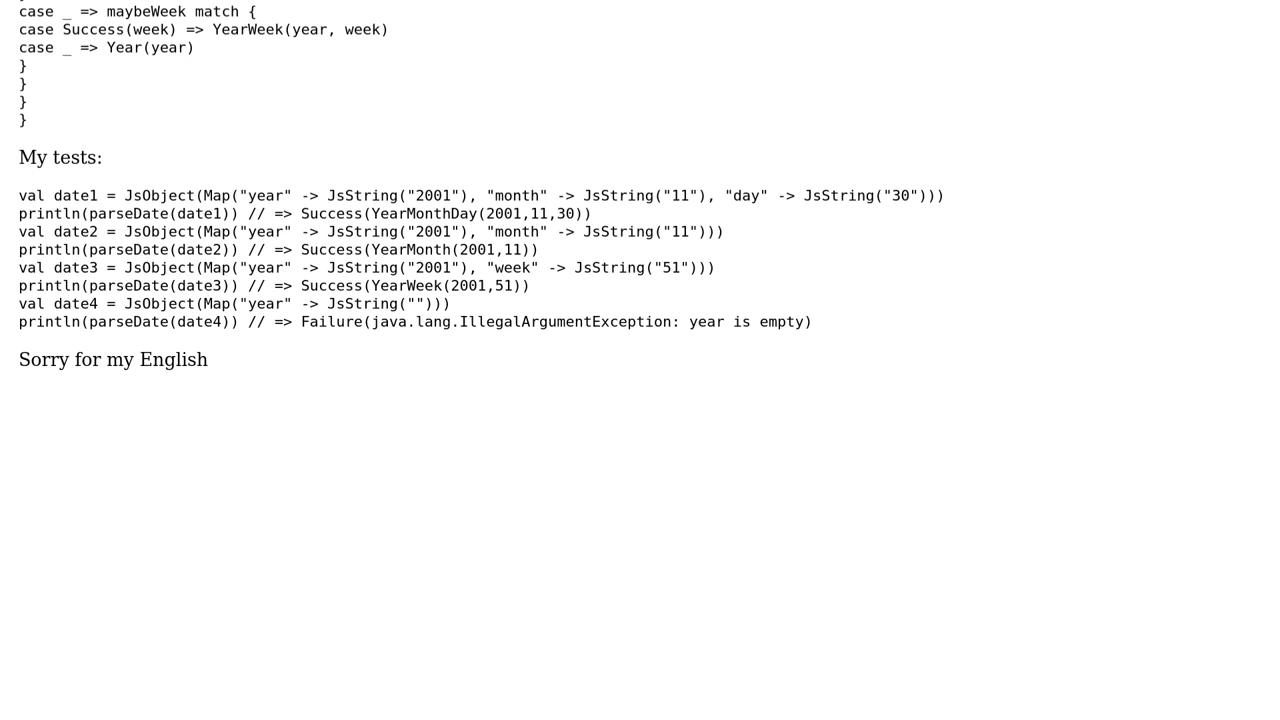 case _ => maybeWeek match {
case Success(week) => YearWeek(year, week)
case _ => Year(year)
}
}
}
}
My tests:
val date1 = JsObject(Map("year" -> JsString("2001"), "month" -> JsString("11"), "day" -> JsString("30")))
println(parseDate(date1)) // => Success(YearMonthDay(2001,11,30))
val date2 = JsObject(Map("year" -> JsString("2001"), "month" -> JsString("11")))
println(parseDate(date2)) // => Success(YearMonth(2001,11))
val date3 = JsObject(Map("year" -> JsString("2001"), "week" -> JsString("51")))
println(parseDate(date3)) // => Success(YearWeek(2001,51))
val date4 = JsObject(Map("year" -> JsString("")))
println(parseDate(date4)) // => Failure(java.lang.IllegalArgumentException: year is empty)
Sorry for my English